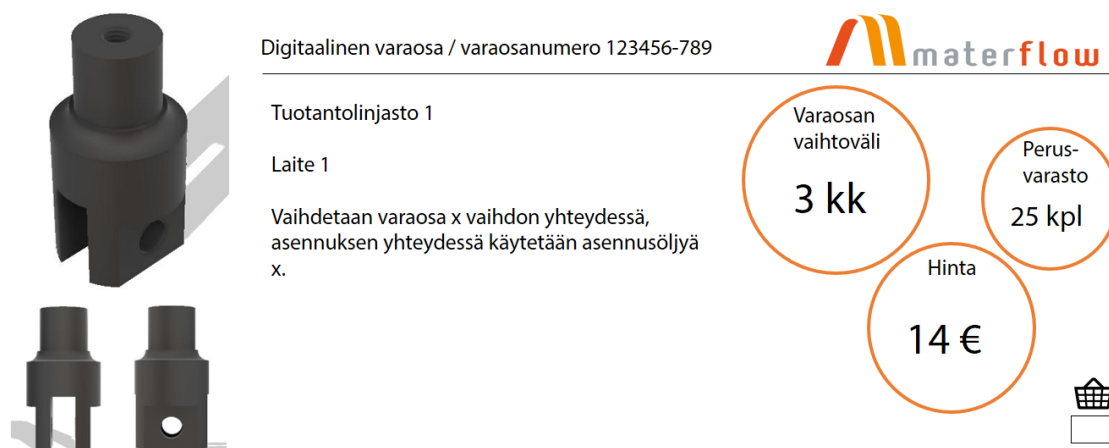 Digitaalinen varaosa / varaosanumero 123456-789
materflow
Tuotantolinjasto 1
Laite 1
Vaihdetaan varaosa x vaihdon yhteydessä,
asennuksen yhteydessä käytetään asennusöljyä
x.
Varaosan
vaihtoväli
3 kk
Perus-
varasto
25 kpl
Hinta
14 €